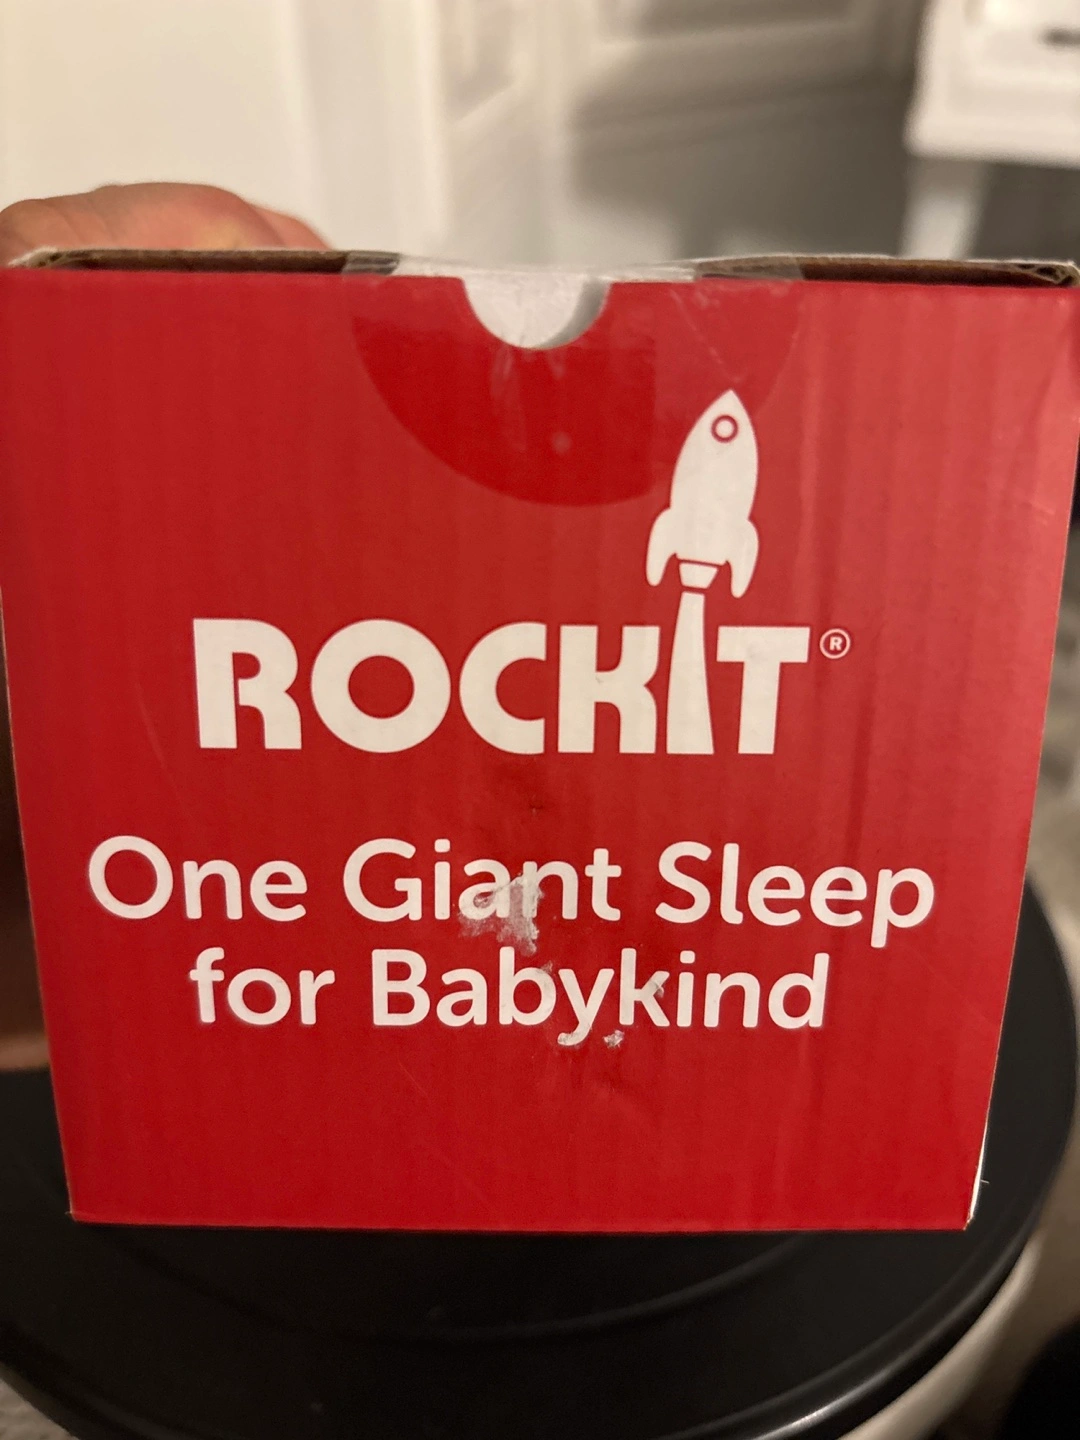 ROCKIT®
One Giant Sleep
for Babykind